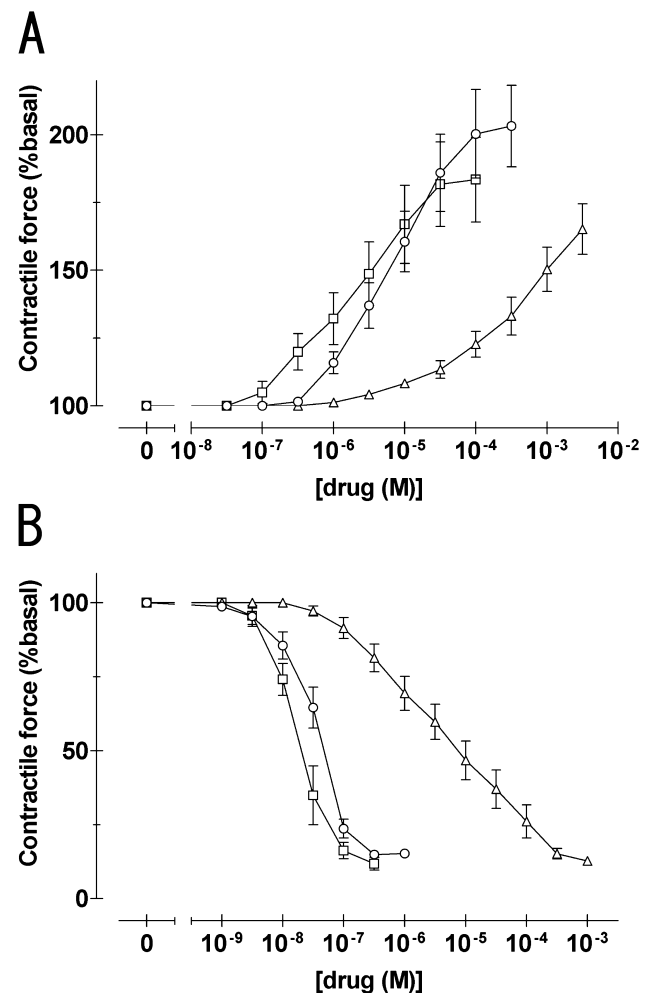 A
Contractile force (%basal)
200
150
100
0 10-8 10-7 10-6 10-5 10-4 10-3 10-2
[drug (M)]
B
Contractile force (%basal)
100
50
0
0 10-9 10-8 10-7 10-6 10-5 10-4 10-3
[drug (M)]